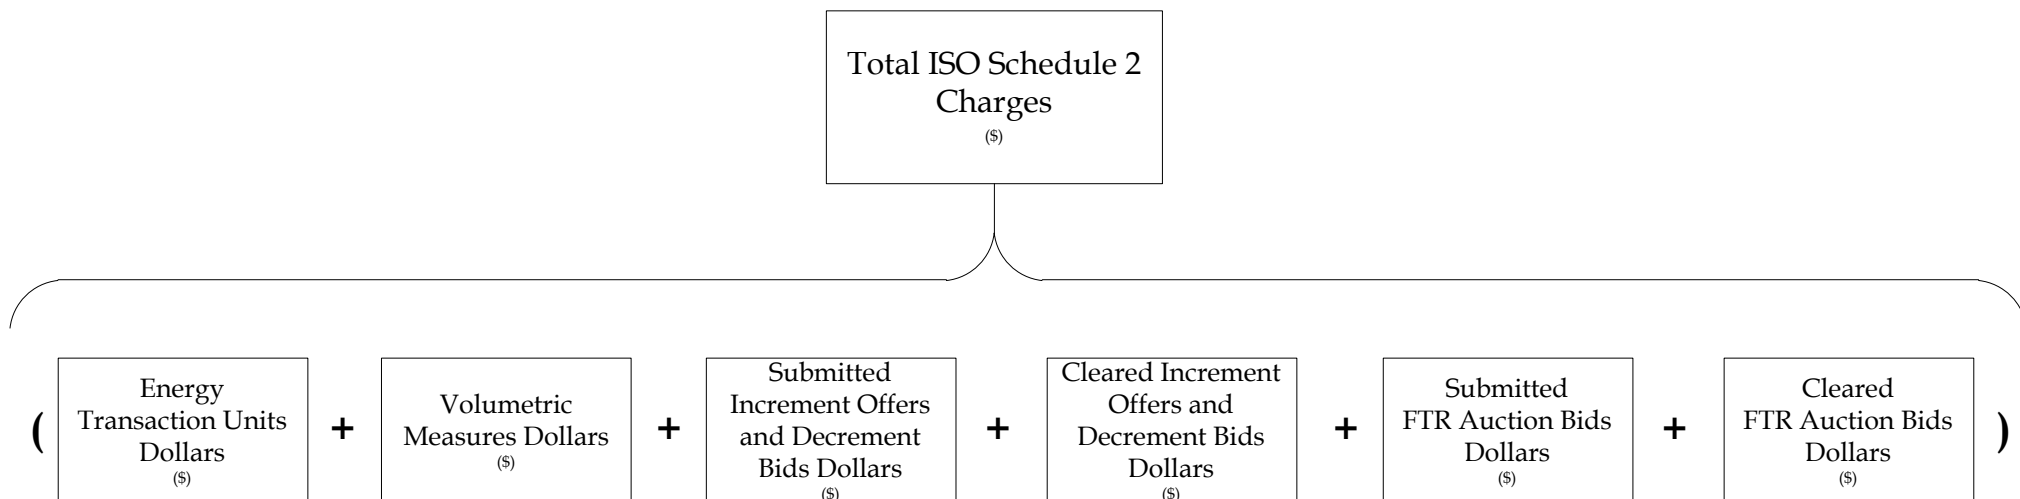 Total ISO Schedule 2
Charges
($)
(
Energy
Transaction Units
Dollars
($)
+
Volumetric
Measures Dollars
($)
+
Submitted
Increment Offers
and Decrement
Bids Dollars
($)
+
Cleared Increment
Offers and
Decrement Bids
Dollars
($)
+
Submitted
FTR Auction Bids
Dollars
($)
+
Cleared
FTR Auction Bids
Dollars
($)
)